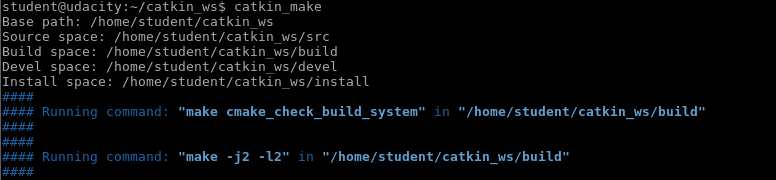 student@udacity:~/catkin_ws$ catkin_make
Base path: /home/student/catkin_ws
Source space: /home/student/catkin_ws/src
Build space: /home/student/catkin_ws/build
Devel space: /home/student/catkin_ws/devel
Install space: /home/student/catkin_ws/install
####
#### Running command: "make cmake_check_build_system" in "/home/student/catkin_ws/build"
####
####
#### Running command: "make -j2 -l2" in "/home/student/catkin_ws/build"
####